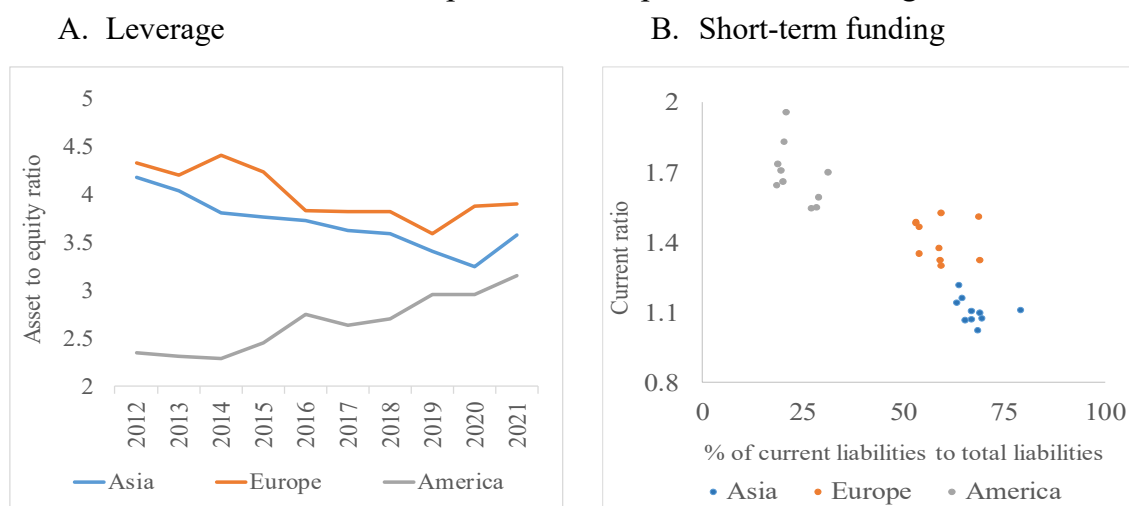 A. Leverage
B. Short-term funding
Asset to equity ratio
5
4.5
4
3.5
3
2.5
2
2012 2013 2014 2015 2016 2017 2018 2019 2020 2021
Asia Europe America
Current ratio
2
1.7
1.4
1.1
0.8
0 25 50 75 100
% of current liabilities to total liabilities
Asia Europe America